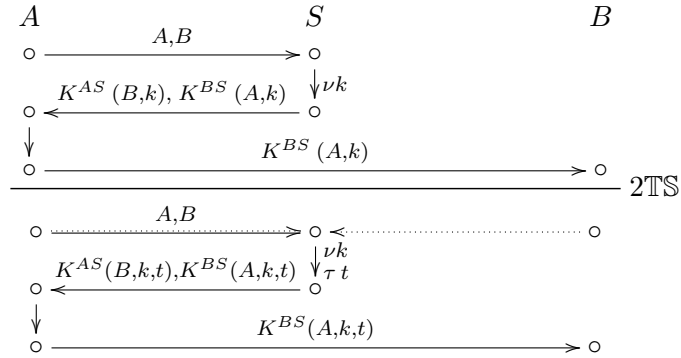 A S B
A,B
νk
K^{AS} (B,k), K^{BS} (A,k)
K^{BS} (A,k)
2𝕋𝕊
A,B
νk
τ t
K^{AS}(B,k,t),K^{BS}(A,k,t)
K^{BS}(A,k,t)